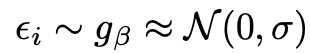 ϵᵢ ∼ g_β ≈ 𝒩(0, σ)